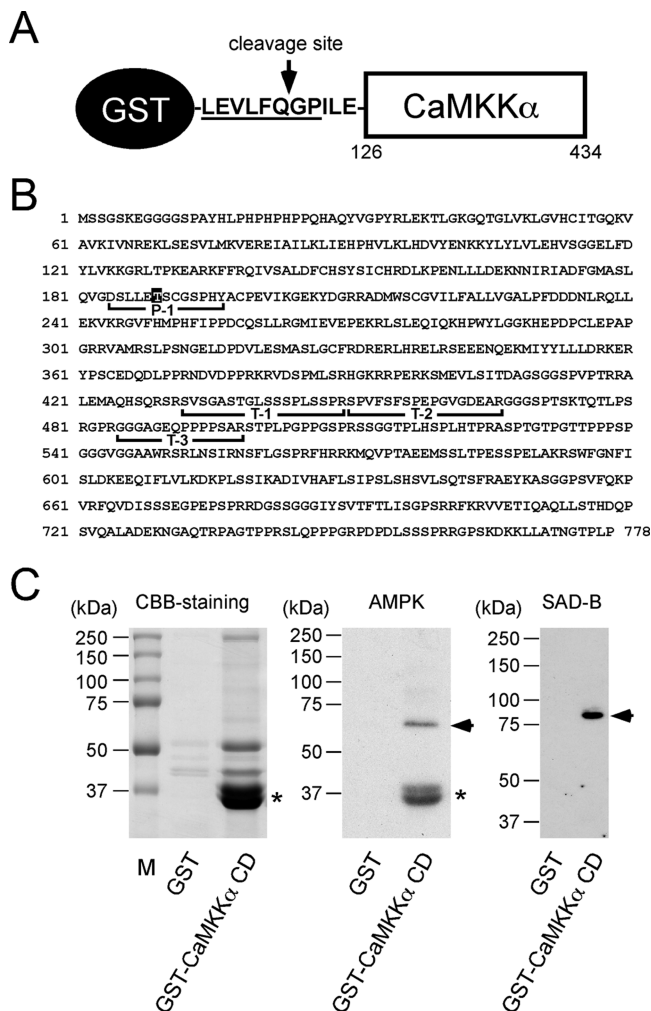 A
cleavage site
GST
-LEVLFQGPILE-
CaMKKα
126
434
B
1 MSSGSKEGGGGSPAYHLPHPHPHPPQHAQYVGPYRLEKTLGKGQTGLVKLGVHCITGQKV
61 AVKIVNREKLSESVLMKVEREIAILKLIEHPHVLKLHDVYENKKYLYLVLEHVSGGELFD
121 YLVKKGRLTPKEARKFFRQIVSALDFCHSYSICHRDLKPENLLLDEKNNIRIADFGMASL
181 QVGDSLLETSCGSPHYACPEVIKGEKYDGRRADMWSCGVILFALLVGALPFDDDNLRQLL
P-1
241 EKVKRGVFHMPHFIPPDCQSLLRGMIEVEPEKRLSLEQIQKHPWYLGGKHEPDPCLEPAP
301 GRRVAMRSLPSNGELDPDVLESMASLGCFRDRERLHRELRSEEENQEKMIYYLLLDRKER
361 YPSCEDQDLPPRNDVDPPRKRVDSPMLSRHGKRRPERKSMEVLSITDAGSGGSPVPTRRA
421 LEMAQHSQRSRSVSGASTGLSSSPLSSPRSPVFSFSPEPGVGDEARGGGSPTSKTQTLPS
T-1
T-2
481 GRPRGGGAGEQPPPPSARSTPLPGPPGSPRSSGGTPLHSPLHTPRASPTGTPGTTPPPSP
T-3
541 GGGVGGAAWRSRLNSIRNSFLGSPRFHRRKMQVPTAEEMSSLTPESSPELAKRSWFGNFI
601 SLDKEEQIFLVLKDKPLSSIKADIVHAFLSIPSLSHSVLSQTSFRAEYKASGGPSVFQKP
661 VRFQVDISSSEGPEPSPRRDGSSGGGIYSVTFTLISGPSRRFKRVVETIQAQLLSTHDQP
721 SVQALADEKNGAQTRPAGTPPRSLQPPPGRPDPDLSSSPRRGPSKDKKLLATNGTPLP 778
C
(kDa)
CBB-staining
250
150
100
75
50
37
*
M
GST
GST-CaMKKα CD
(kDa)
AMPK
250
150
100
75
50
37
*
GST
GST-CaMKKα CD
(kDa)
SAD-B
250
150
100
75
50
37
GST
GST-CaMKKα CD